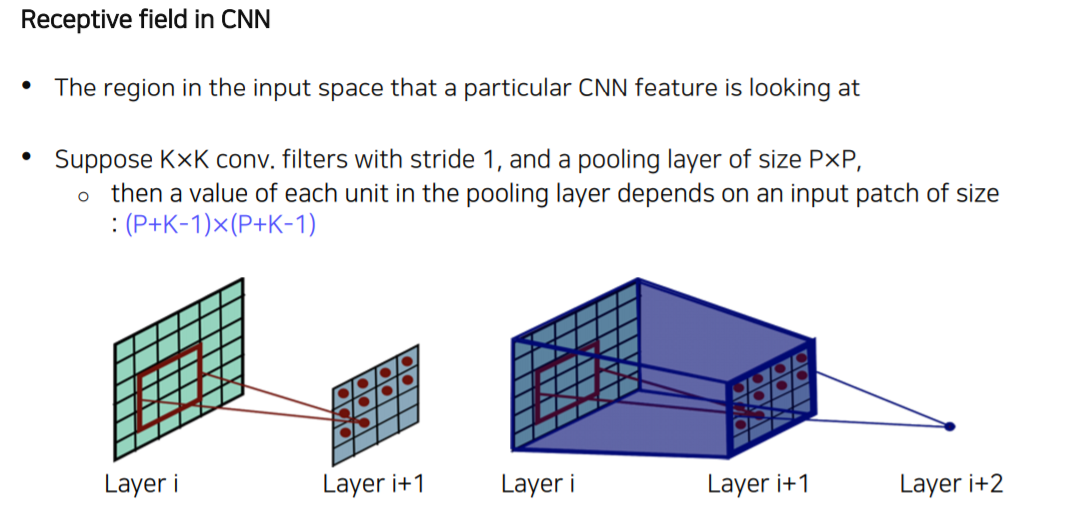 Receptive field in CNN
• The region in the input space that a particular CNN feature is looking at
• Suppose K×K conv. filters with stride 1, and a pooling layer of size P×P,
o then a value of each unit in the pooling layer depends on an input patch of size
: (P+K-1)×(P+K-1)
Layer i Layer i+1 Layer i Layer i+1 Layer i+2